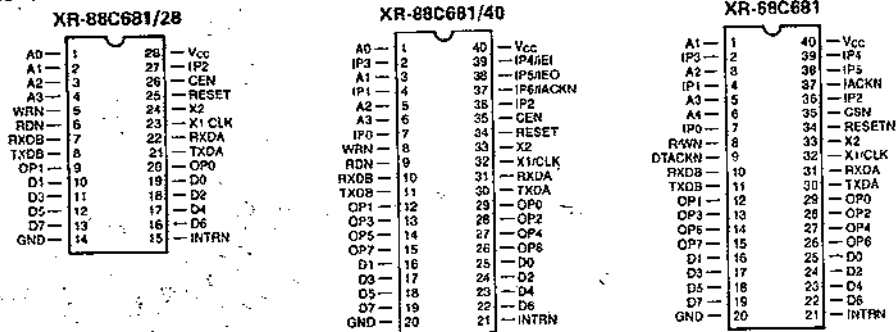 XR-88C681/28
A0 1 28 VCC
A1 2 27 IP2
A2 3 26 CEN
A3 4 25 RESET
WRN 5 24 X2
RDN 6 23 X1 CLK
RXDB 7 22 RXDA
TXDB 8 21 TXDA
OP1 9 20 OP0
D1 10 19 D0
D3 11 18 D2
D5 12 17 D4
D7 13 16 D6
GND 14 15 INTRN
XR-88C681/40
A0 1 40 VCC
IP3 2 39 IP4/IEI
A1 3 38 IP5/IEO
IP1 4 37 IP6/IACKN
A2 5 36 IP2
A3 6 35 CEN
IP0 7 34 RESET
WRN 8 33 X2
RDN 9 32 X1/CLK
RXDB 10 31 RXDA
TXDB 11 30 TXDA
OP1 12 29 OP0
OP3 13 28 OP2
OP5 14 27 OP4
OP7 15 26 OP6
D1 16 25 D0
D3 17 24 D2
D5 18 23 D4
D7 19 22 D6
GND 20 21 INTRN
XR-68C681
A1 1 40 VCC
IP3 2 39 IP4
A2 3 38 IP5
IP1 4 37 IACKN
A3 5 36 IP2
A4 6 35 CSN
IP0 7 34 RESETN
R/WN 8 33 X2
DTACKN 9 32 X1/CLK
RXDB 10 31 RXDA
TXDB 11 30 TXDA
OP1 12 29 OP0
OP3 13 28 OP2
OP5 14 27 OP4
OP7 15 26 OP6
D1 16 25 D0
D3 17 24 D2
D5 18 23 D4
D7 19 22 D6
GND 20 21 INTRN